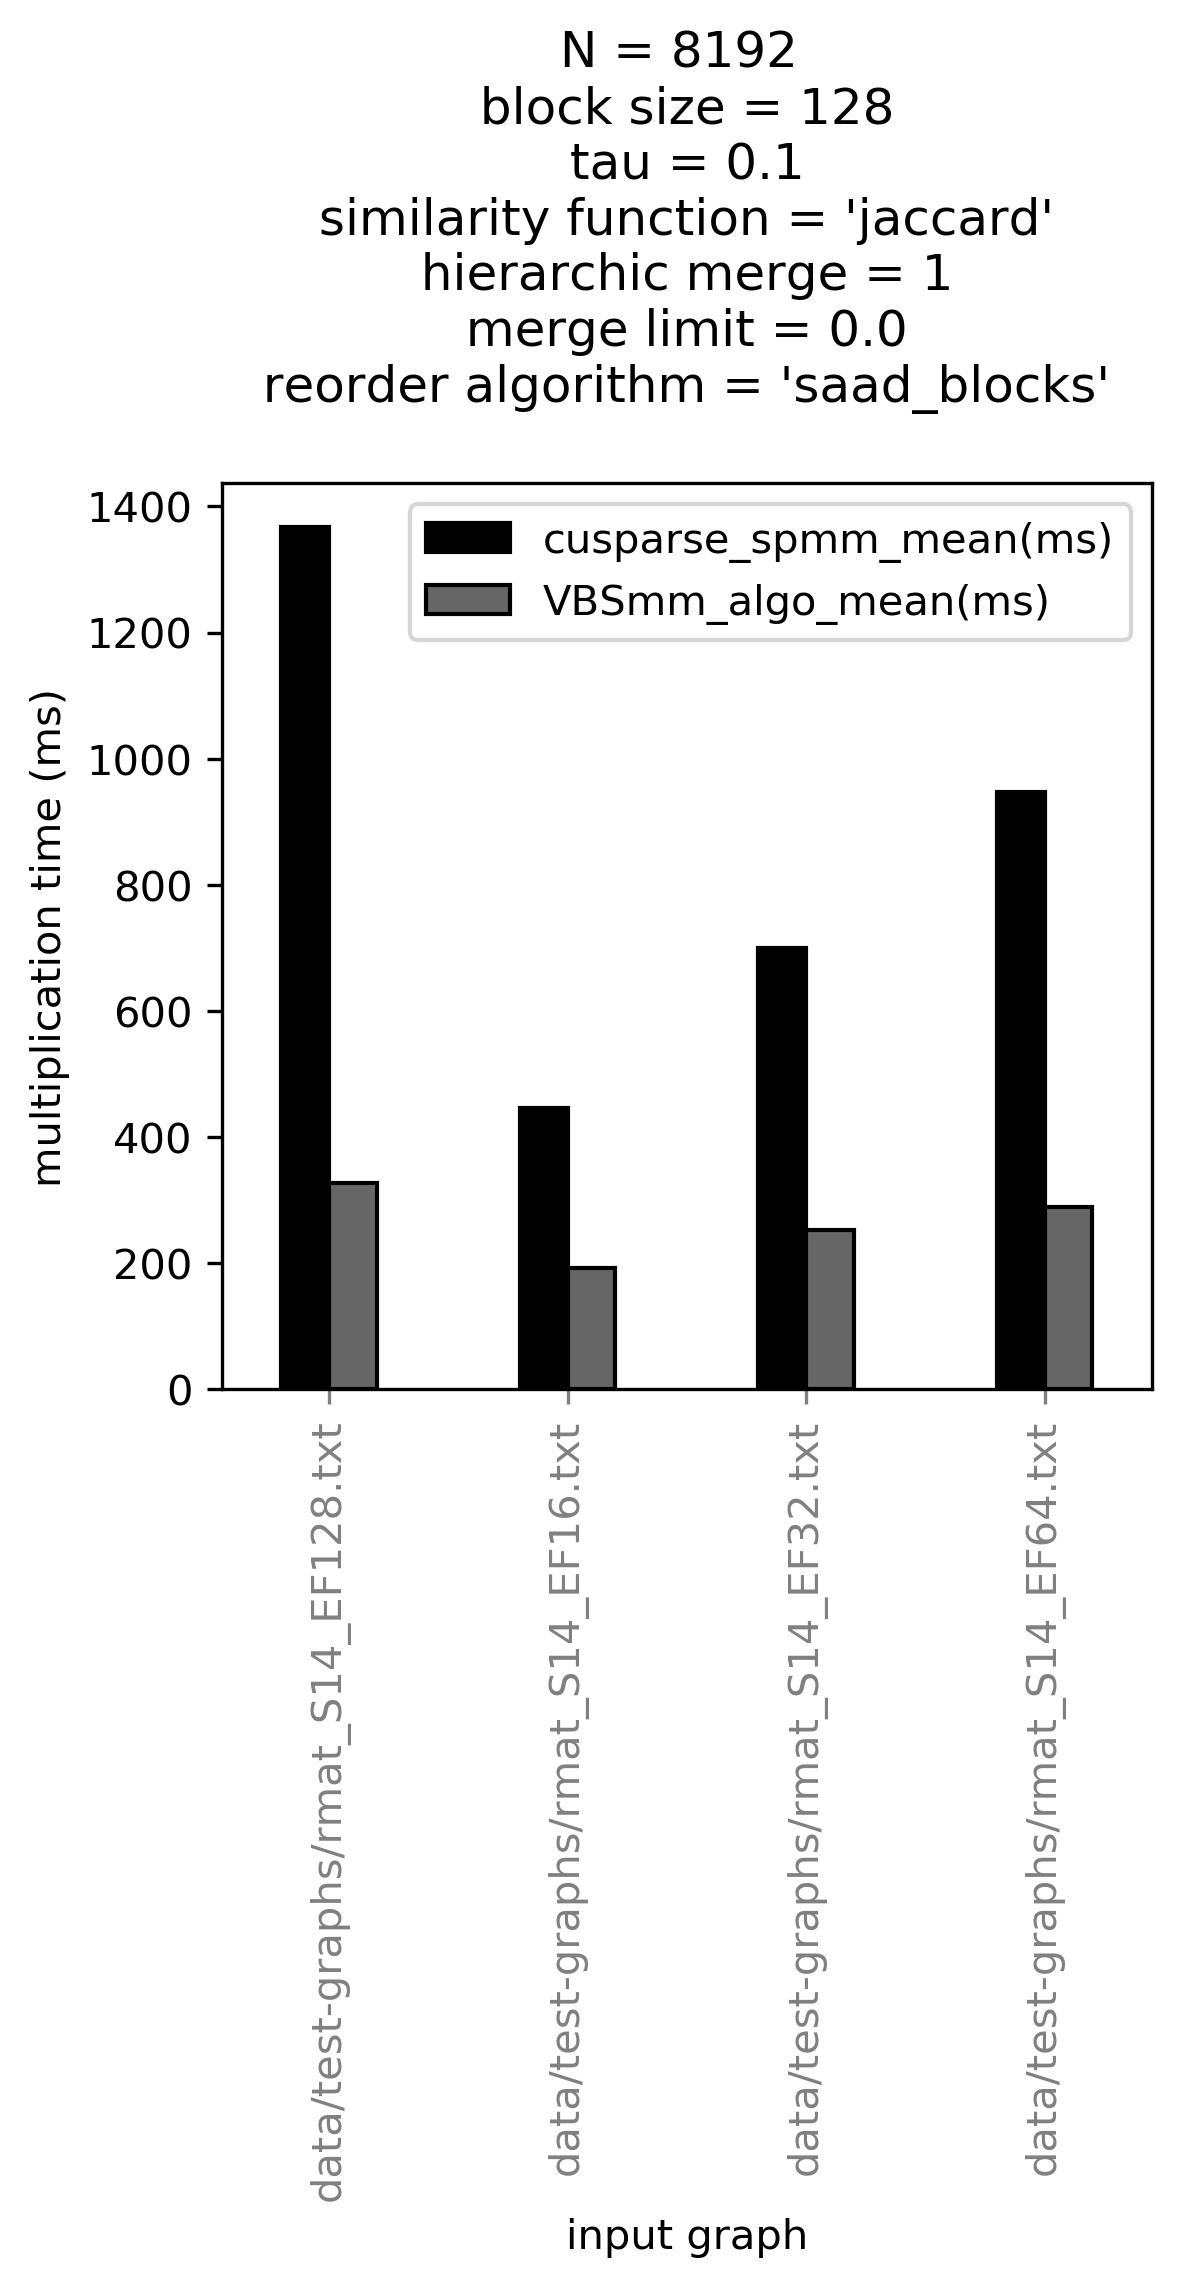 N = 8192
block size = 128
tau = 0.1
similarity function = 'jaccard'
hierarchic merge = 1
merge limit = 0.0
reorder algorithm = 'saad_blocks'
cusparse_spmm_mean(ms)
VBSmm_algo_mean(ms)
multiplication time (ms)
1400
1200
1000
800
600
400
200
0
data/test-graphs/rmat_S14_EF128.txt
data/test-graphs/rmat_S14_EF16.txt
data/test-graphs/rmat_S14_EF32.txt
data/test-graphs/rmat_S14_EF64.txt
input graph